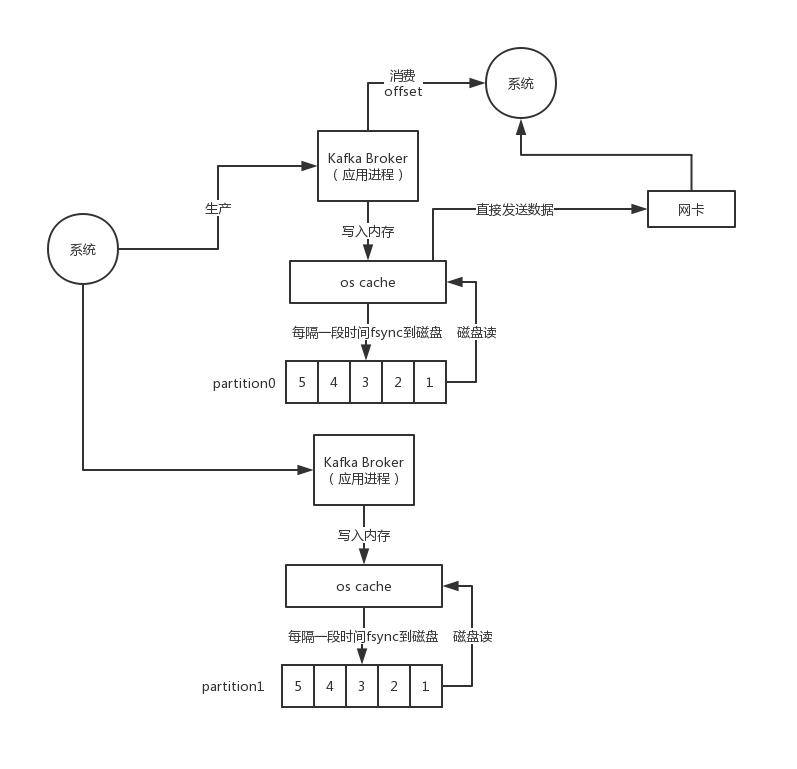 消费
offset
系统
Kafka Broker
（ 应用进程 ）
生产
直接发送数据
网卡
写入内存
系统
os cache
每隔一段时间fsync到磁盘
磁盘读
partition0
5
4
3
2
1
Kafka Broker
（ 应用进程 ）
写入内存
os cache
每隔一段时间fsync到磁盘
磁盘读
partition1
5
4
3
2
1